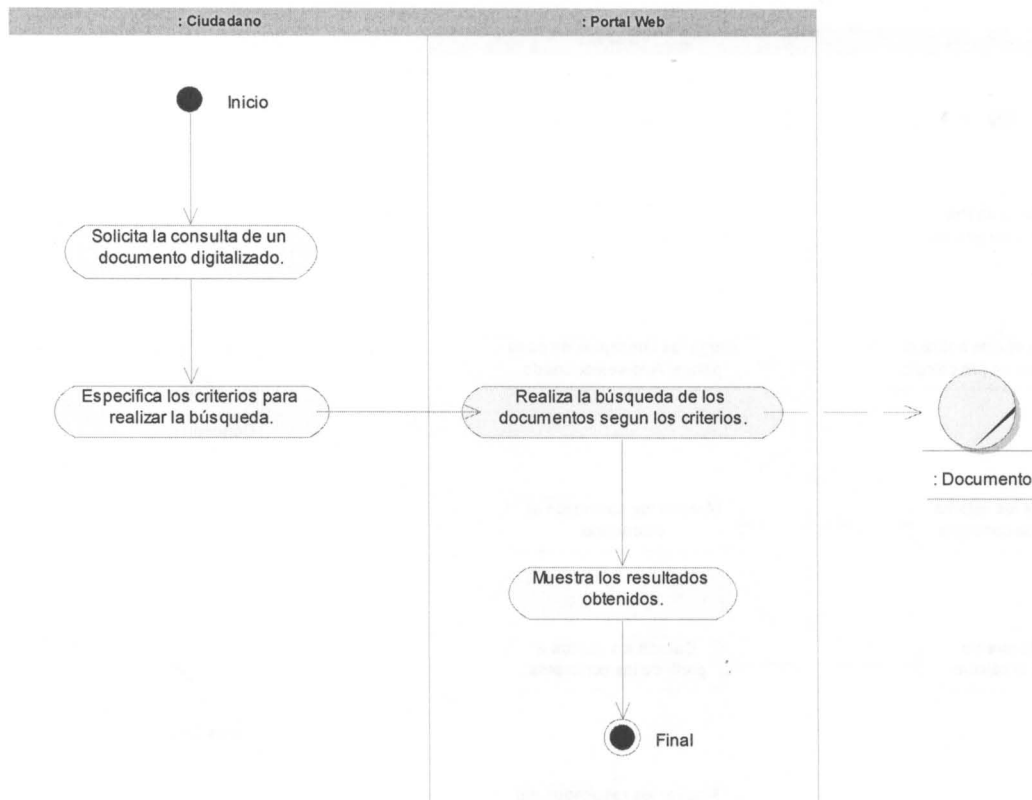 : Ciudadano
: Portal Web
Inicio
Solicita la consulta de un
documento digitalizado.
Especifica los criterios para
realizar la búsqueda.
Realiza la búsqueda de los
documentos segun los criterios.
: Documento
Muestra los resultados
obtenidos.
Final